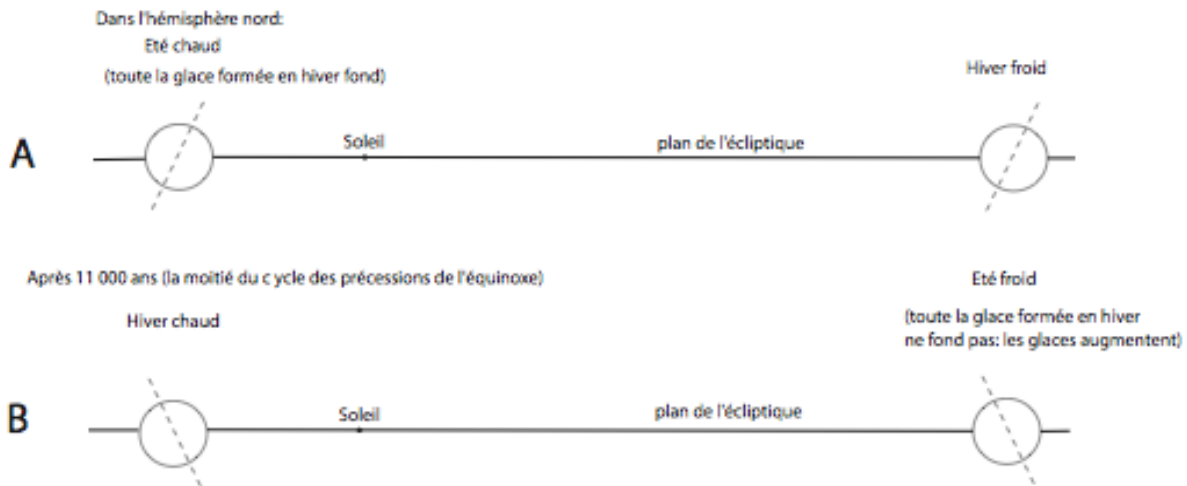 Dans l'hémisphère nord:
Eté chaud
(toute la glace formée en hiver fond)
Hiver froid
A
Soleil
plan de l'écliptique
Après 11 000 ans (la moitié du c ycle des précessions de l'équinoxe)
Eté froid
Hiver chaud
(toute la glace formée en hiver
ne fond pas: les glaces augmentent)
B
Soleil
plan de l'écliptique